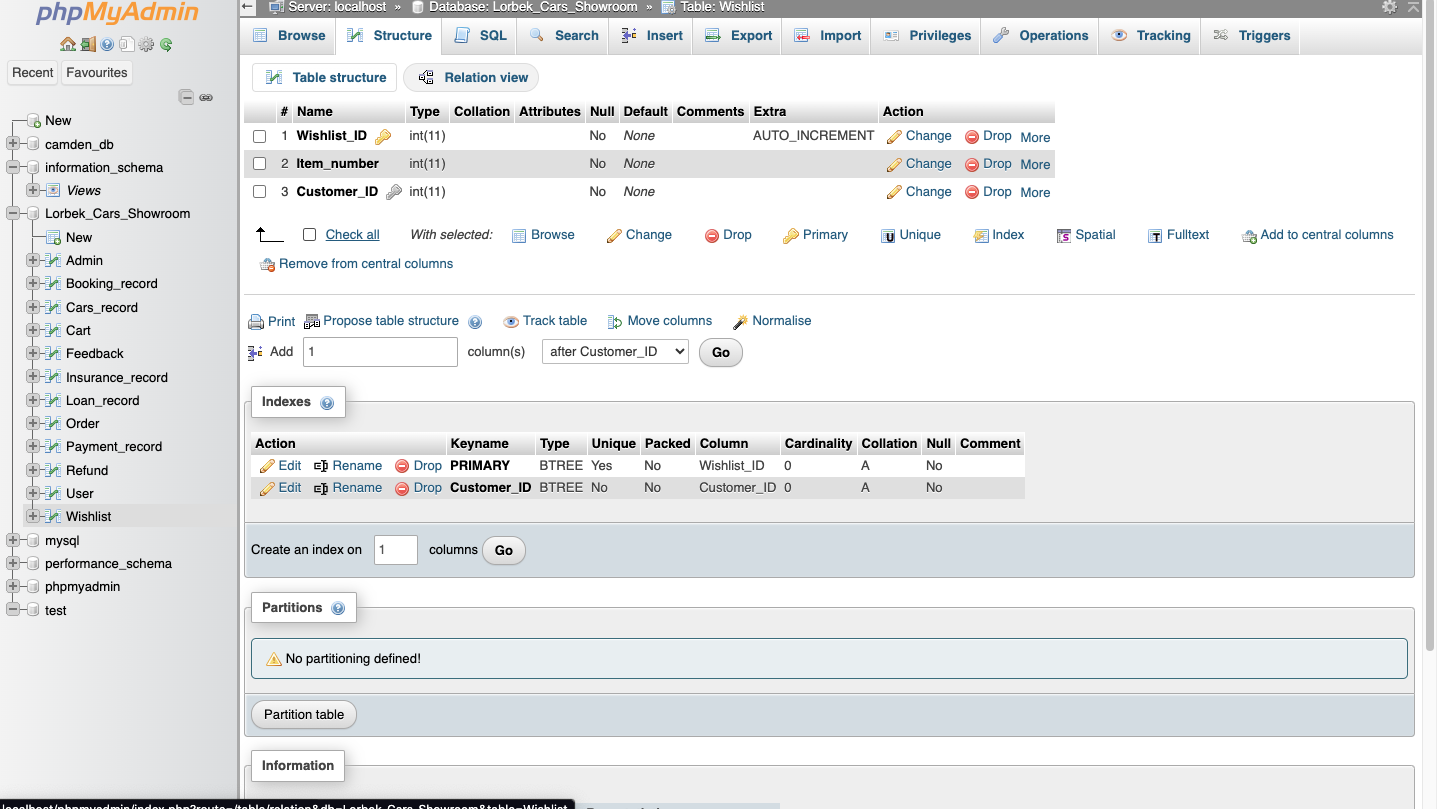 phpMyAdmin
Recent Favourites
New
camden_db
information_schema
Views
Lorbek_Cars_Showroom
New
Admin
Booking_record
Cars_record
Cart
Feedback
Insurance_record
Loan_record
Order
Payment_record
Refund
User
Wishlist
mysql
performance_schema
phpmyadmin
test
Server: localhost » Database: Lorbek_Cars_Showroom » Table: Wishlist
Browse Structure SQL Search Insert Export Import Privileges Operations Tracking Triggers
Table structure Relation view
# Name Type Collation Attributes Null Default Comments Extra Action
1 Wishlist_ID int(11) No None AUTO_INCREMENT Change Drop More
2 Item_number int(11) No None Change Drop More
3 Customer_ID int(11) No None Change Drop More
Check all With selected: Browse Change Drop Primary Unique Index Spatial Fulltext Add to central columns
Remove from central columns
Print Propose table structure Track table Move columns Normalise
Add 1 column(s) after Customer_ID Go
Indexes
Action Keyname Type Unique Packed Column Cardinality Collation Null Comment
Edit Rename Drop PRIMARY BTREE Yes No Wishlist_ID 0 A No
Edit Rename Drop Customer_ID BTREE No No Customer_ID 0 A No
Create an index on 1 columns Go
Partitions
No partitioning defined!
Partition table
Information
localhost/phpmyadmin/index.php?route=/table/relation&db=Lorbek_Cars_Showroom&table=Wishlist